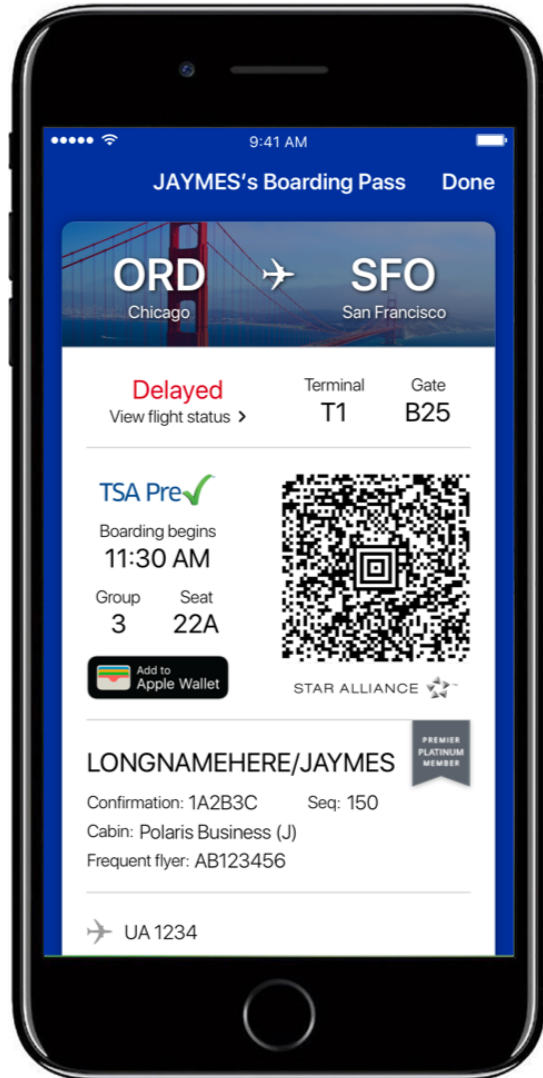 9:41 AM
JAYMES's Boarding Pass Done
ORD SFO
Chicago San Francisco
Delayed
View flight status >
Terminal Gate
T1 B25
TSA Pre✓™
Boarding begins
11:30 AM
Group Seat
3 22A
Add to
Apple Wallet
STAR ALLIANCE ™
PREMIER
PLATINUM
MEMBER
LONGNAMEHERE/JAYMES
Confirmation: 1A2B3C Seq: 150
Cabin: Polaris Business (J)
Frequent flyer: AB123456
UA 1234